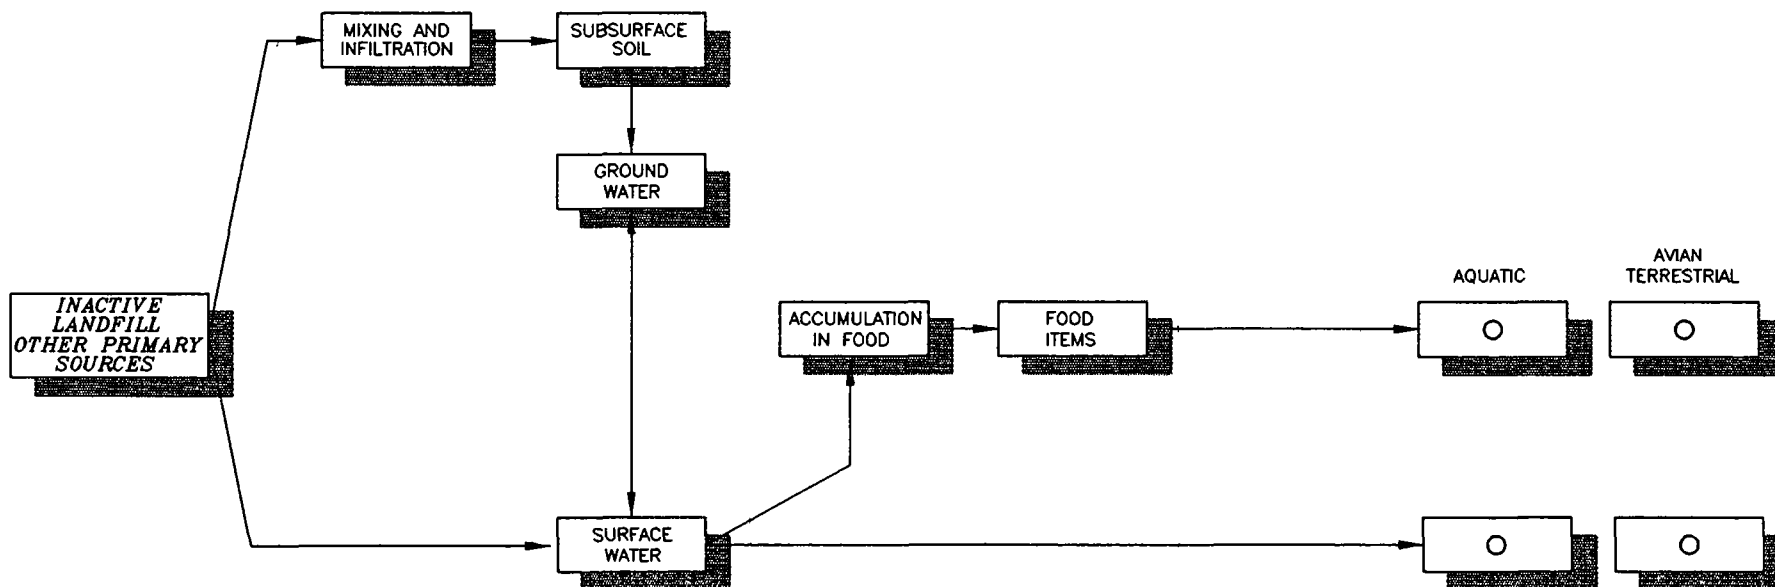 MIXING AND
INFILTRATION
SUBSURFACE
SOIL
GROUND
WATER
INACTIVE
LANDFILL
OTHER PRIMARY
SOURCES
ACCUMULATION
IN FOOD
FOOD
ITEMS
AQUATIC
AVIAN
TERRESTRIAL
SURFACE
WATER